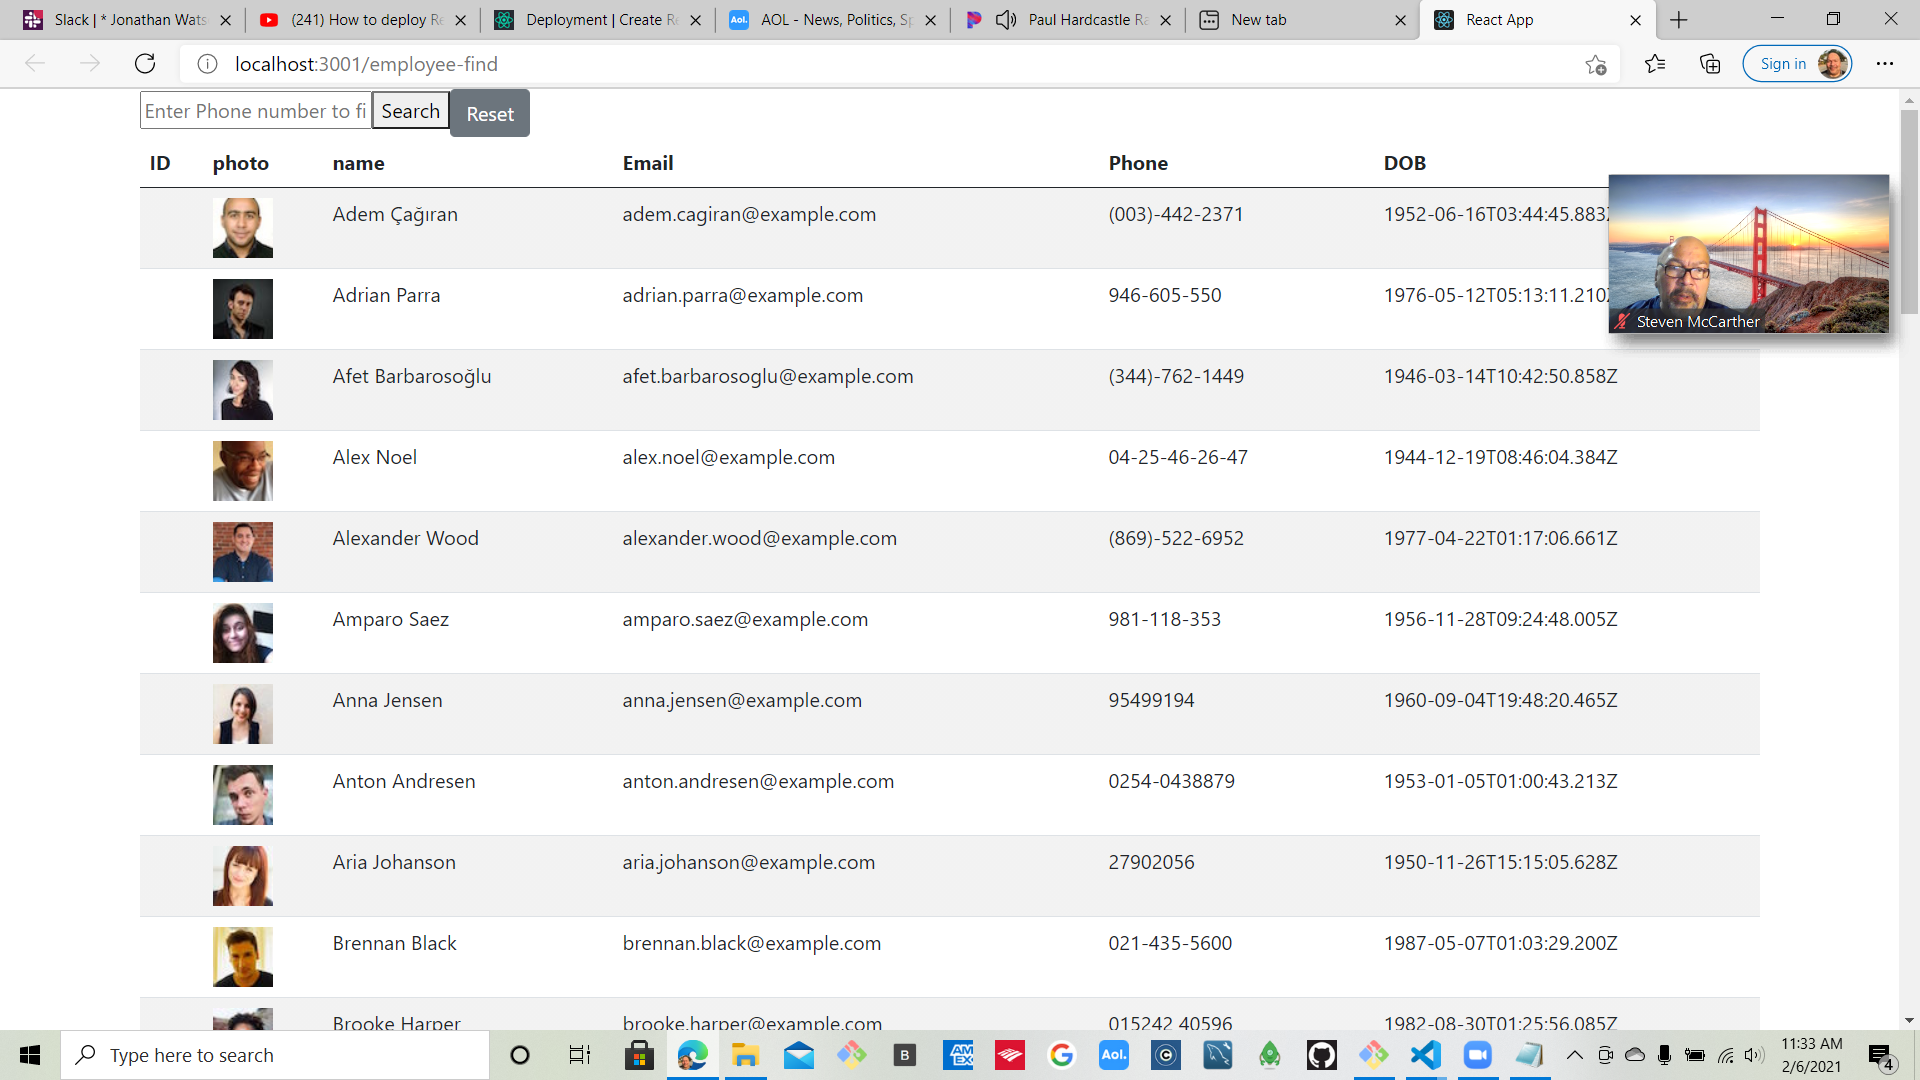 Slack | * Jonathan Wats
(241) How to deploy Re
Deployment | Create Re
AOL - News, Politics, Sp
Paul Hardcastle Ra
New tab
React App
localhost:3001/employee-find
Sign in
Enter Phone number to fi Search Reset
ID photo name Email Phone DOB
Adem Çağıran adem.cagiran@example.com (003)-442-2371 1952-06-16T03:44:45.883Z
Adrian Parra adrian.parra@example.com 946-605-550 1976-05-12T05:13:11.210Z
Steven McCarther
Afet Barbarosoğlu afet.barbarosoglu@example.com (344)-762-1449 1946-03-14T10:42:50.858Z
Alex Noel alex.noel@example.com 04-25-46-26-47 1944-12-19T08:46:04.384Z
Alexander Wood alexander.wood@example.com (869)-522-6952 1977-04-22T01:17:06.661Z
Amparo Saez amparo.saez@example.com 981-118-353 1956-11-28T09:24:48.005Z
Anna Jensen anna.jensen@example.com 95499194 1960-09-04T19:48:20.465Z
Anton Andresen anton.andresen@example.com 0254-0438879 1953-01-05T01:00:43.213Z
Aria Johanson aria.johanson@example.com 27902056 1950-11-26T15:15:05.628Z
Brennan Black brennan.black@example.com 021-435-5600 1987-05-07T01:03:29.200Z
Brooke Harper brooke.harper@example.com 015242 40596 1982-08-30T01:25:56.085Z
Type here to search
B
AM
EX
Aol.
11:33 AM
2/6/2021
4